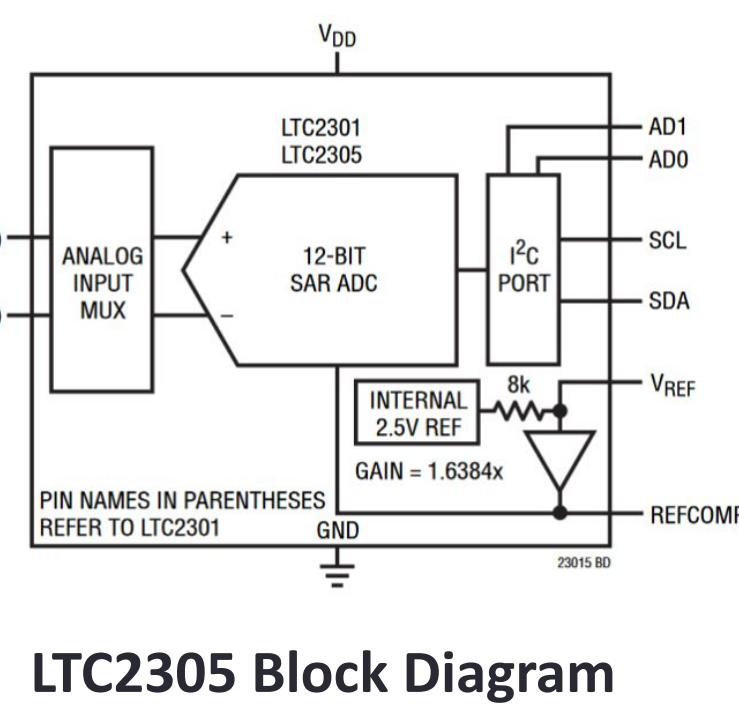 VDD
LTC2301
LTC2305
AD1
AD0
ANALOG
INPUT
MUX
+
–
12-BIT
SAR ADC
I²C
PORT
SCL
SDA
INTERNAL
2.5V REF
8k
VREF
GAIN = 1.6384x
PIN NAMES IN PARENTHESES
REFER TO LTC2301
GND
REFCOMP
23015 BD
LTC2305 Block Diagram